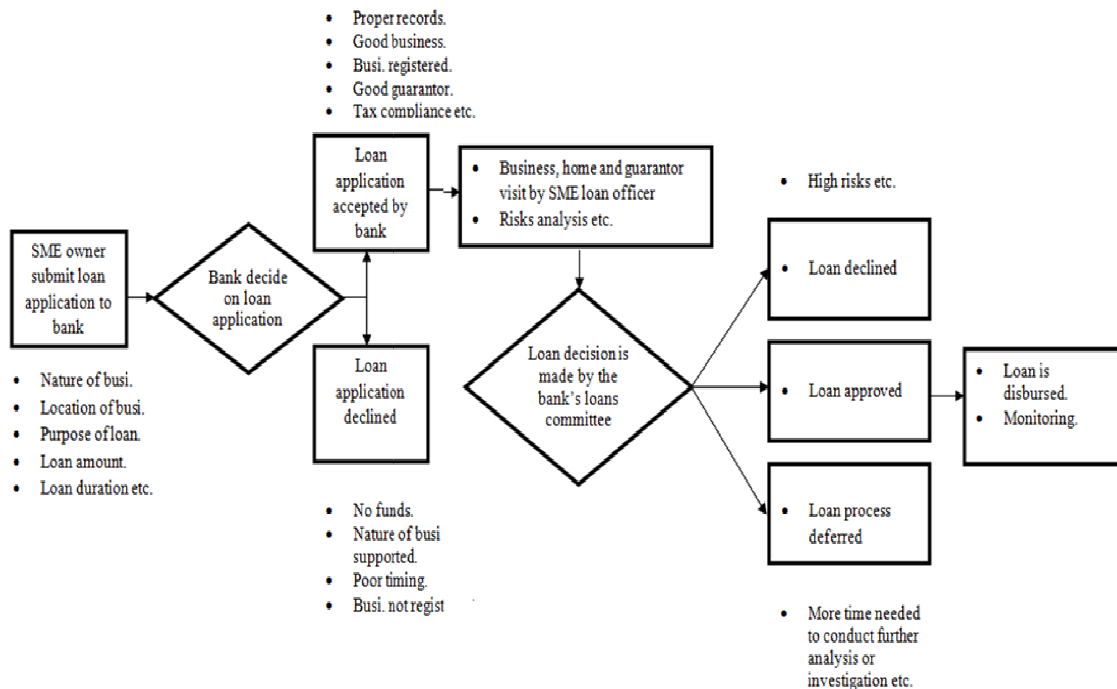 • Proper records.
• Good business.
• Busi. registered.
• Good guarantor.
• Tax compliance etc.
Loan
application
accepted by
bank
• Business, home and guarantor
visit by SME loan officer
• Risks analysis etc.
• High risks etc.
SME owner
submit loan
application to
bank
Bank decide
on loan
application
• Loan declined
Loan
application
declined
Loan decision is
made by the
bank's loans
committee
• Loan approved
• Loan is
disbursed.
• Monitoring.
• Nature of busi.
• Location of busi.
• Purpose of loan.
• Loan amount.
• Loan duration etc.
• No funds.
• Nature of busi
supported.
• Poor timing.
• Busi. not regist
• Loan process
deferred
• More time needed
to conduct further
analysis or
investigation etc.